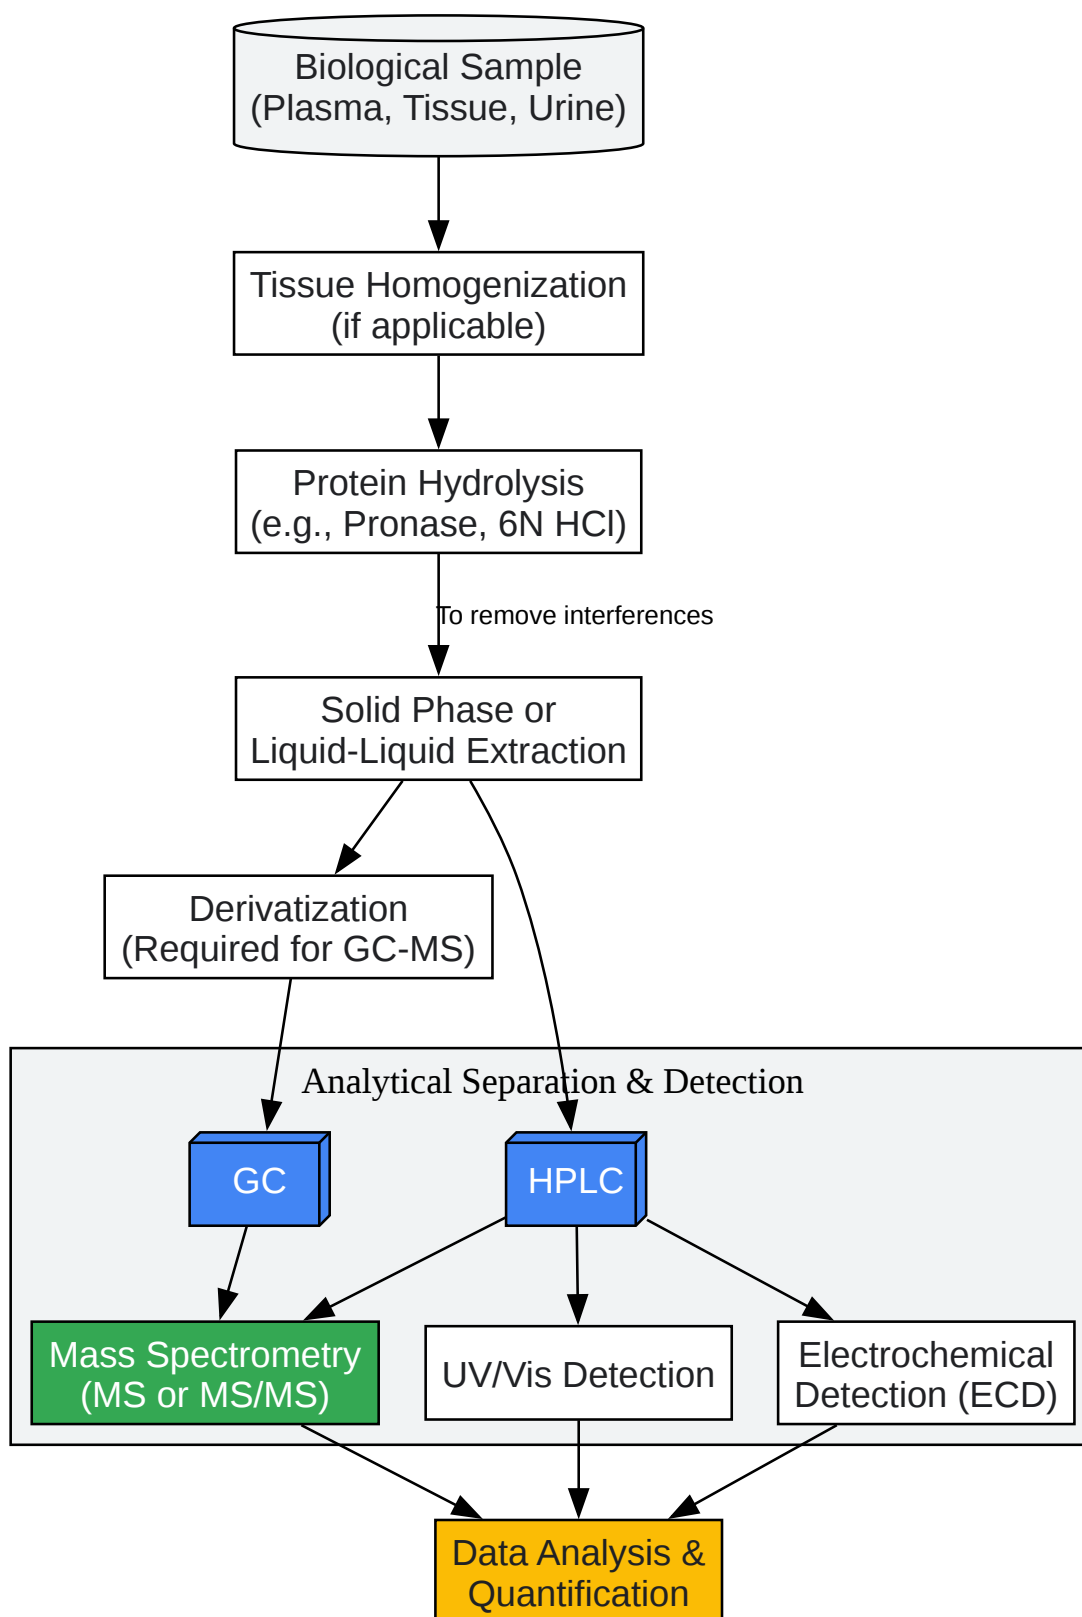 Biological Sample
(Plasma, Tissue, Urine)
Tissue Homogenization
(if applicable)
Protein Hydrolysis
(e.g., Pronase, 6N HCl)
To remove interferences
Solid Phase or
Liquid-Liquid Extraction
Derivatization
(Required for GC-MS)
Analytical Separation & Detection
GC
HPLC
Mass Spectrometry
(MS or MS/MS)
UV/Vis Detection
Electrochemical
Detection (ECD)
Data Analysis &
Quantification